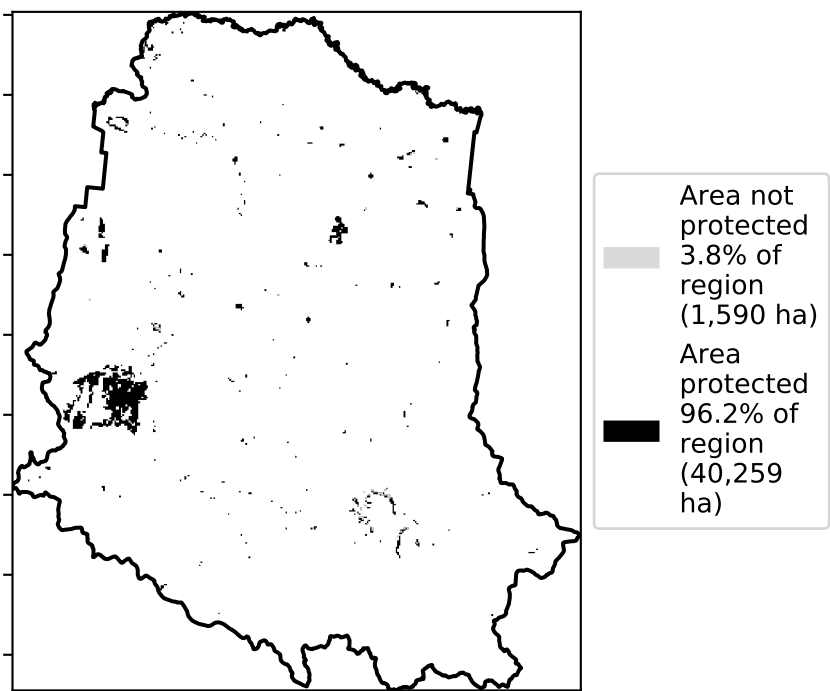 Area not
protected
3.8% of
region
(1,590 ha)
Area
protected
96.2% of
region
(40,259
ha)